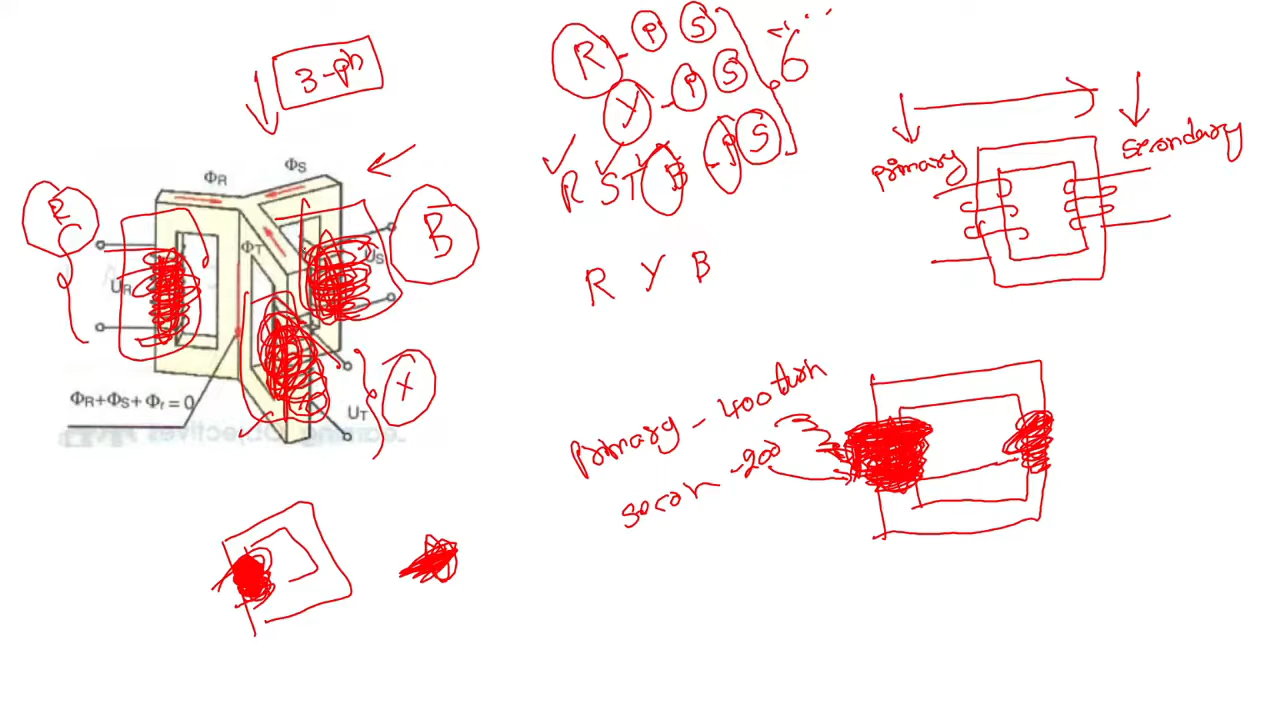 3-ph
R - P S
Y - P S
R S T B - P S
6
ΦR
ΦS
R
B
ΦT
UR
US
Y
UT
ΦR+ΦS+Φr=0
R Y B
primary
secondary
primary - 400 turn
secon - 200